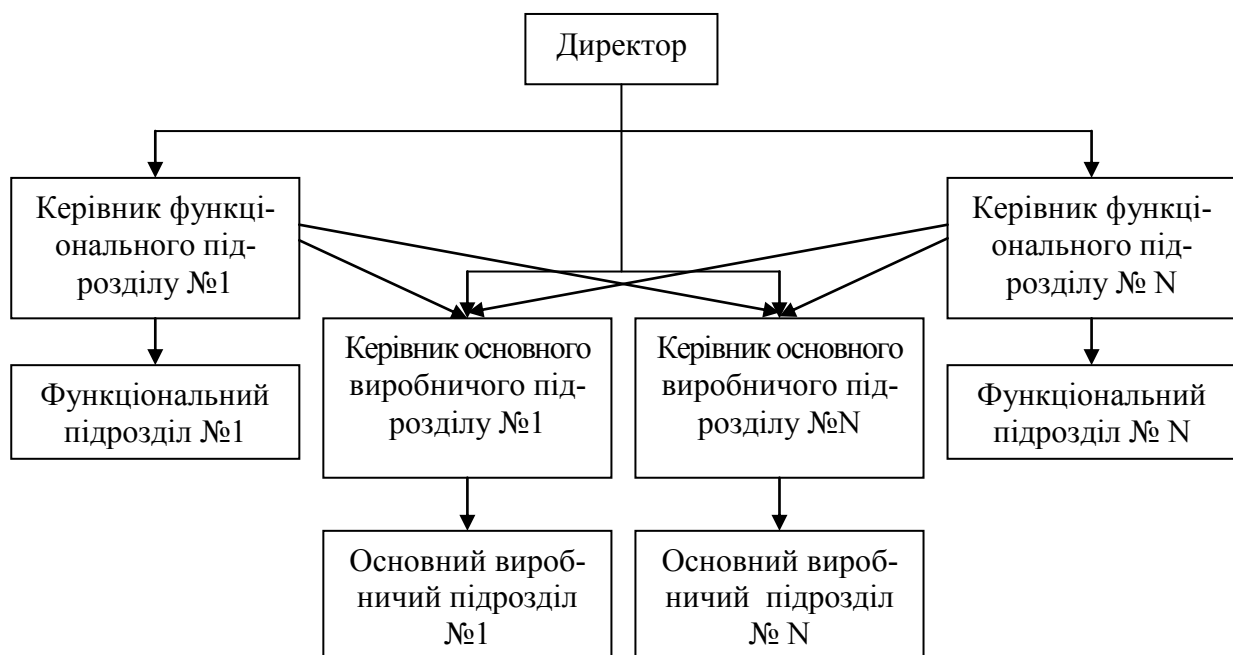 Директор
Керівник функці-
онального під-
розділу №1
Керівник функці-
онального під-
розділу № N
Керівник основного
виробничого під-
розділу №1
Керівник основного
виробничого під-
розділу №N
Функціональний
підрозділ №1
Функціональний
підрозділ № N
Основний вироб-
ничий підрозділ
№1
Основний вироб-
ничий підрозділ
№ N